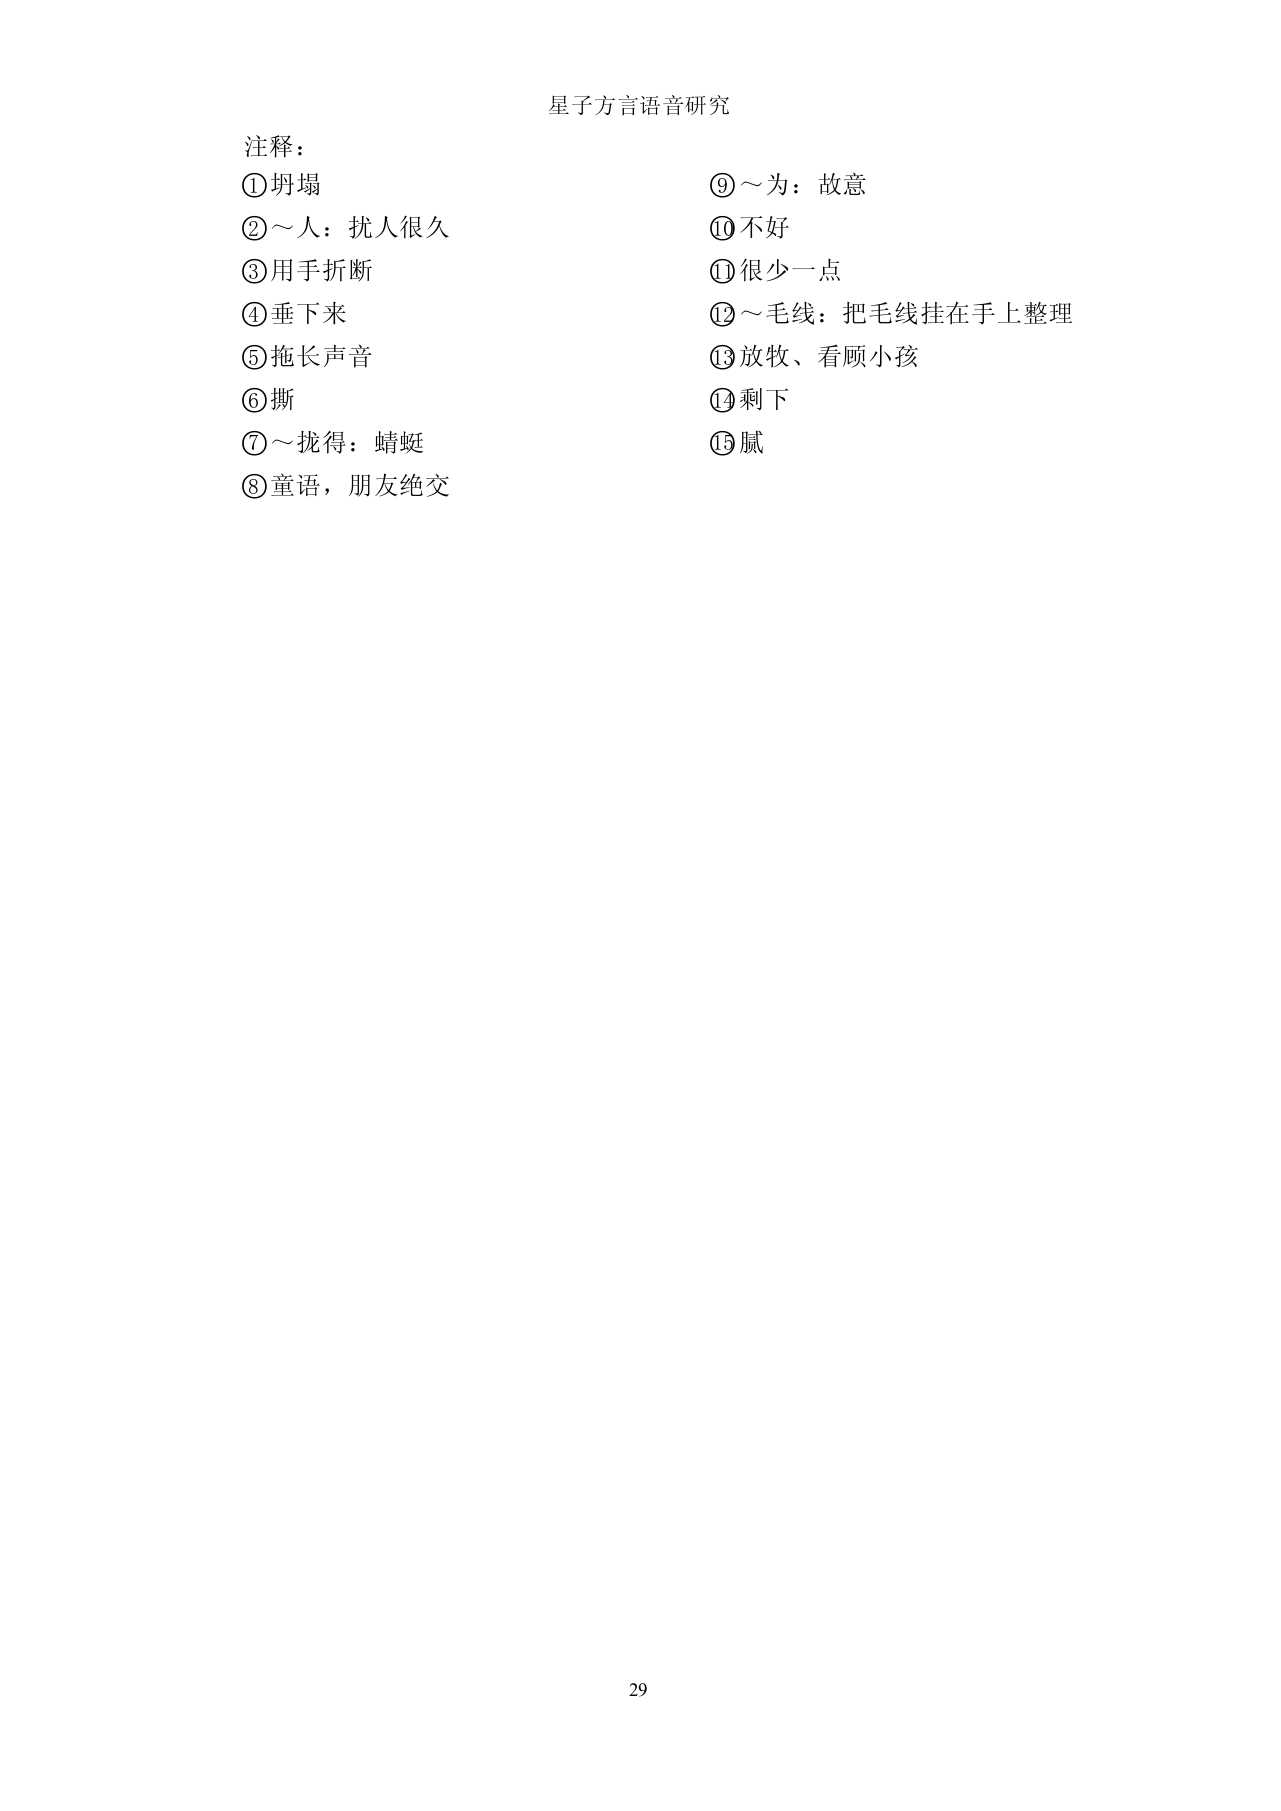 星子方言语音研究
注释：
①坍塌
②～人：扰人很久
③用手折断
④垂下来
⑤拖长声音
⑥撕
⑦～拢得：蜻蜓
⑧童语，朋友绝交
⑨～为：故意
⑩不好
⑪很少一点
⑫～毛线：把毛线挂在手上整理
⑬放牧、看顾小孩
⑭剩下
⑮腻
29